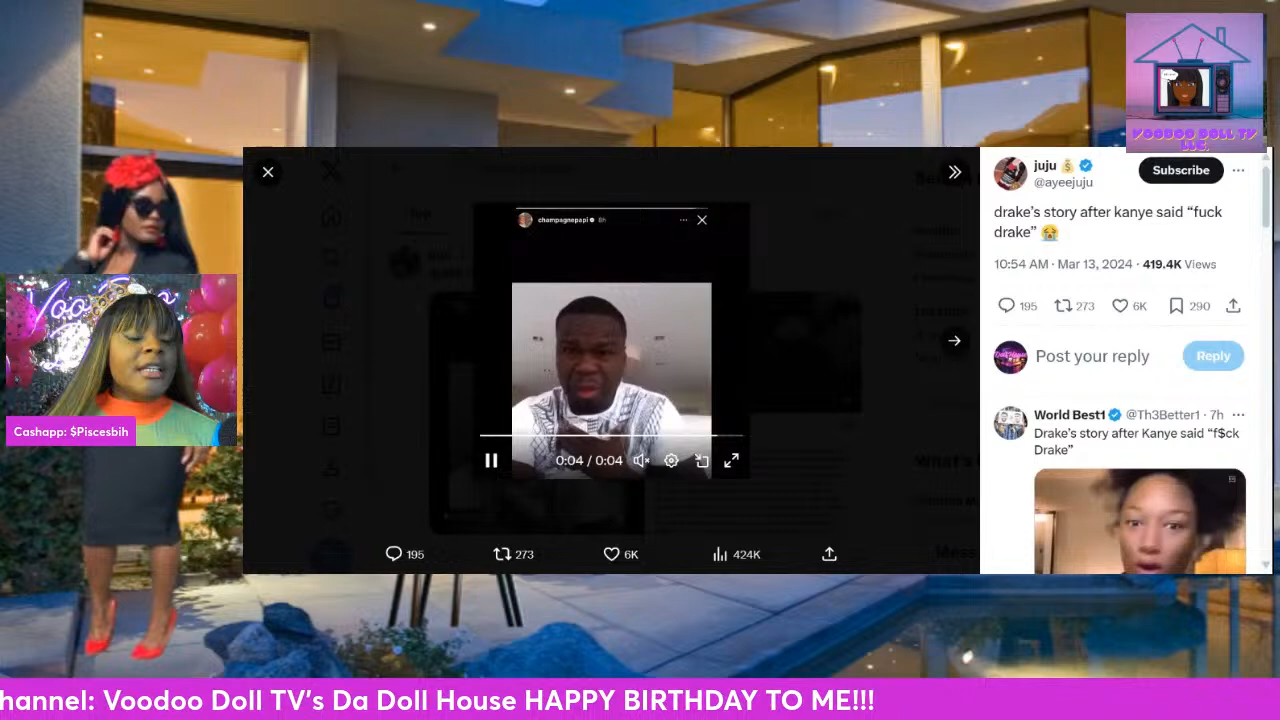 VOODOO DOLL TV
LLC.
juju
@ayeejuju
Subscribe
drake's story after kanye said “fuck
drake” 😭
10:54 AM · Mar 13, 2024 · 419.4K Views
195
273
6K
290
Post your reply
Reply
World Best1 @Th3Better1 · 7h
Drake's story after Kanye said “f$ck
Drake”
champagnepapi 8h
0:04 / 0:04
195
273
6K
424K
Cashapp: $Piscesbih
hannel: Voodoo Doll TV's Da Doll House HAPPY BIRTHDAY TO ME!!!